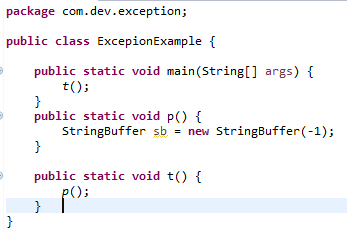 package com.dev.exception;
public class ExcepionExample {
public static void main(String[] args) {
t();
}
public static void p() {
StringBuffer sb = new StringBuffer(-1);
}
public static void t() {
p();
}
}